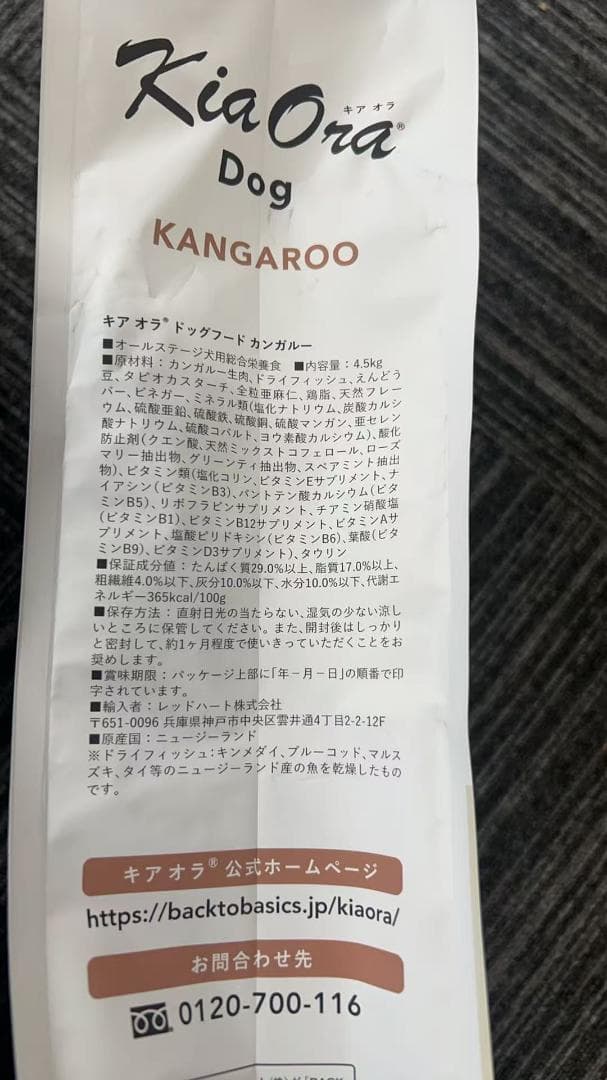 KiaOra®
キア オラ
Dog
KANGAROO
キア オラ® ドッグフード カンガルー
■オールステージ犬用総合栄養食 ■内容量：4.5kg
■原材料：カンガルー生肉、ドライフィッシュ、えんどう
豆、タピオカスターチ、全粒亜麻仁、鶏脂、天然フレー
バー、ビネガー、ミネラル類(塩化ナトリウム、炭酸カルシ
ウム、硫酸亜鉛、硫酸鉄、硫酸銅、硫酸マンガン、亜セレン
酸ナトリウム、硫酸コバルト、ヨウ素酸カルシウム)、酸化
防止剤(クエン酸、天然ミックストコフェロール、ローズ
マリー抽出物、グリーンティ抽出物、スペアミント抽出
物)、ビタミン類(塩化コリン、ビタミンEサプリメント、ナ
イアシン(ビタミンB3)、パントテン酸カルシウム(ビタ
ミンB5)、リボフラビンサプリメント、チアミン硝酸塩
(ビタミンB1)、ビタミンB12サプリメント、ビタミンAサ
プリメント、塩酸ピリドキシン(ビタミンB6)、葉酸(ビタ
ミンB9)、ビタミンD3サプリメント)、タウリン
■保証成分値：たんぱく質29.0%以上、脂質17.0%以上、
粗繊維4.0%以下、灰分10.0%以下、水分10.0%以下、代謝エ
ネルギー365kcal/100g
■保存方法：直射日光の当たらない、湿気の少ない涼し
いところに保管してください。また、開封後はしっかり
と密封して、約1ヶ月程度で使いきっていただくことをお
奨めします。
■賞味期限：パッケージ上部に「年－月－日」の順番で印
字されています。
■輸入者：レッドハート株式会社
〒651-0096 兵庫県神戸市中央区雲井通4丁目2-2-12F
■原産国：ニュージーランド
※ドライフィッシュ：キンメダイ、ブルーコッド、マルス
ズキ、タイ等のニュージーランド産の魚を乾燥したもの
です。
キア オラ® 公式ホームページ
https://backtobasics.jp/kiaora/
お問合わせ先
0120-700-116